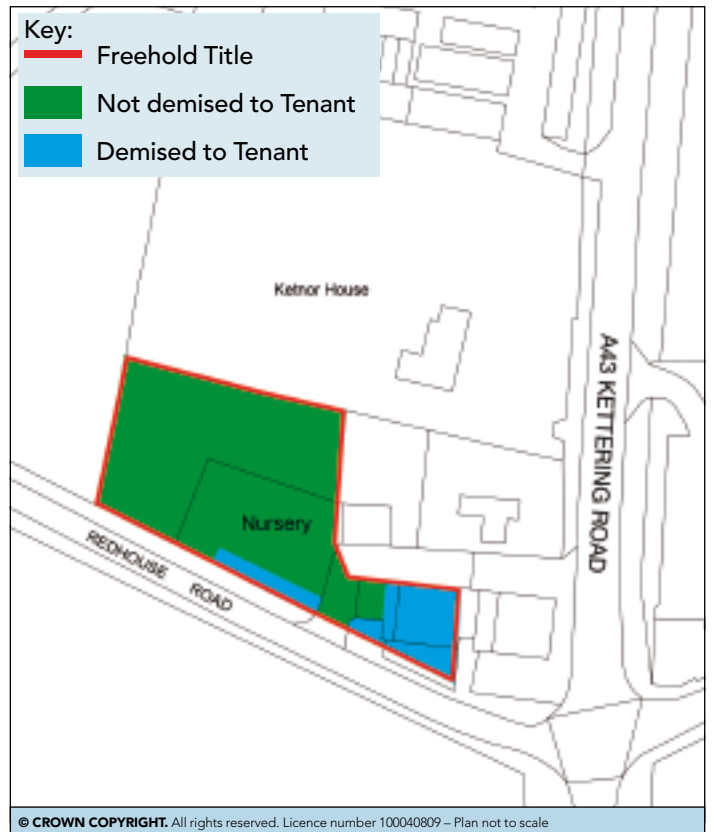 Key:
Freehold Title
Not demised to Tenant
Demised to Tenant
Ketnor House
A43 KETTERING ROAD
Nursery
REDHOUSE ROAD
© CROWN COPYRIGHT. All rights reserved. Licence number 100040809 – Plan not to scale